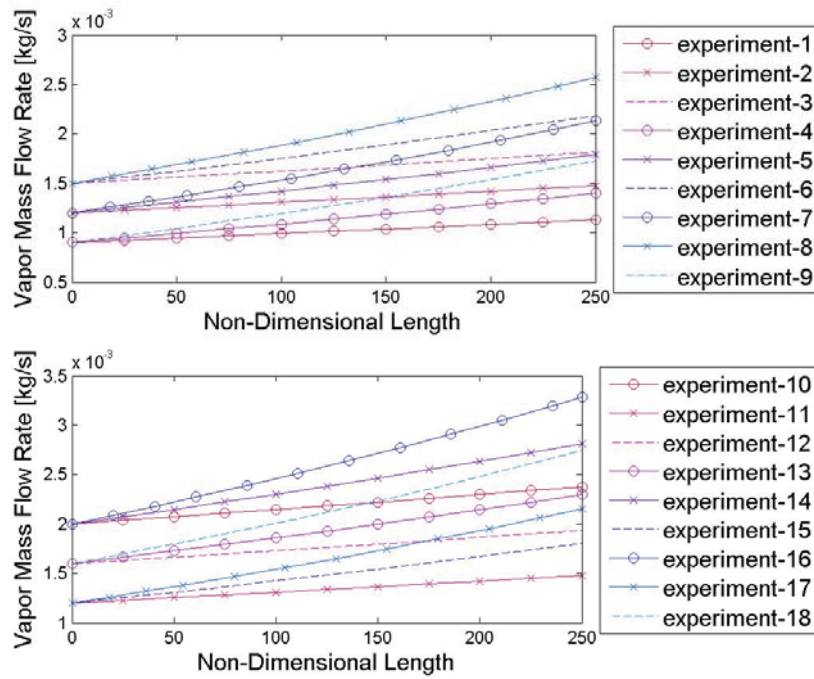 x 10⁻³
Vapor Mass Flow Rate [kg/s]
3
2.5
2
1.5
1
0.5
0 50 100 150 200 250
Non-Dimensional Length
experiment-1
experiment-2
experiment-3
experiment-4
experiment-5
experiment-6
experiment-7
experiment-8
experiment-9
x 10⁻³
Vapor Mass Flow Rate [kg/s]
3.5
3
2.5
2
1.5
1
0 50 100 150 200 250
Non-Dimensional Length
experiment-10
experiment-11
experiment-12
experiment-13
experiment-14
experiment-15
experiment-16
experiment-17
experiment-18